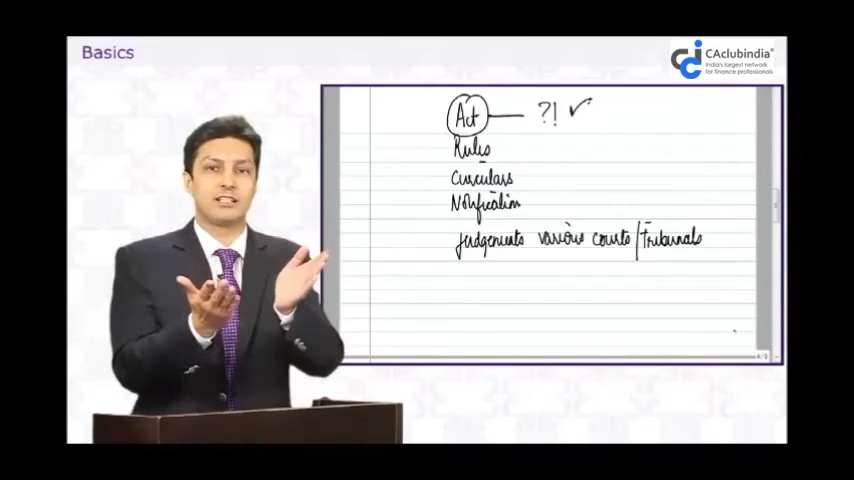 Basics
CAclubindia®
India's largest network
for finance professionals
Act — ?! ✓
Rules
Circulars
Notification
judgements various courts / Tribunals